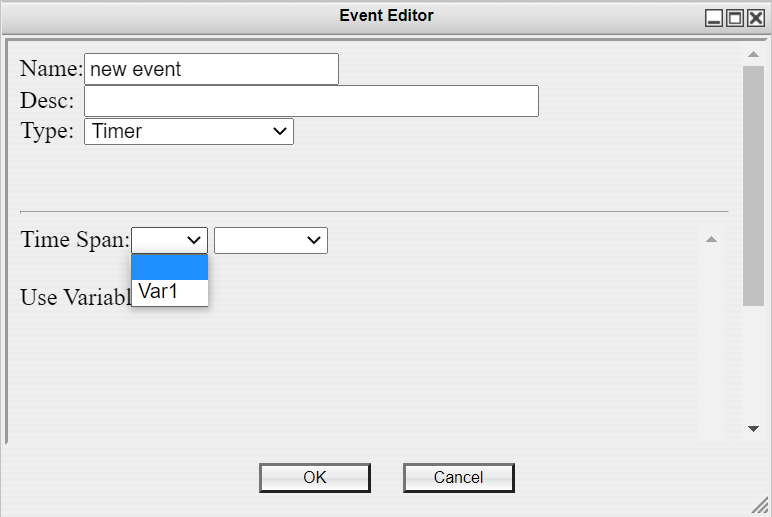 Event Editor
Name: new event
Desc:
Type: Timer
Time Span:
Var1
Use Variabl
OK Cancel